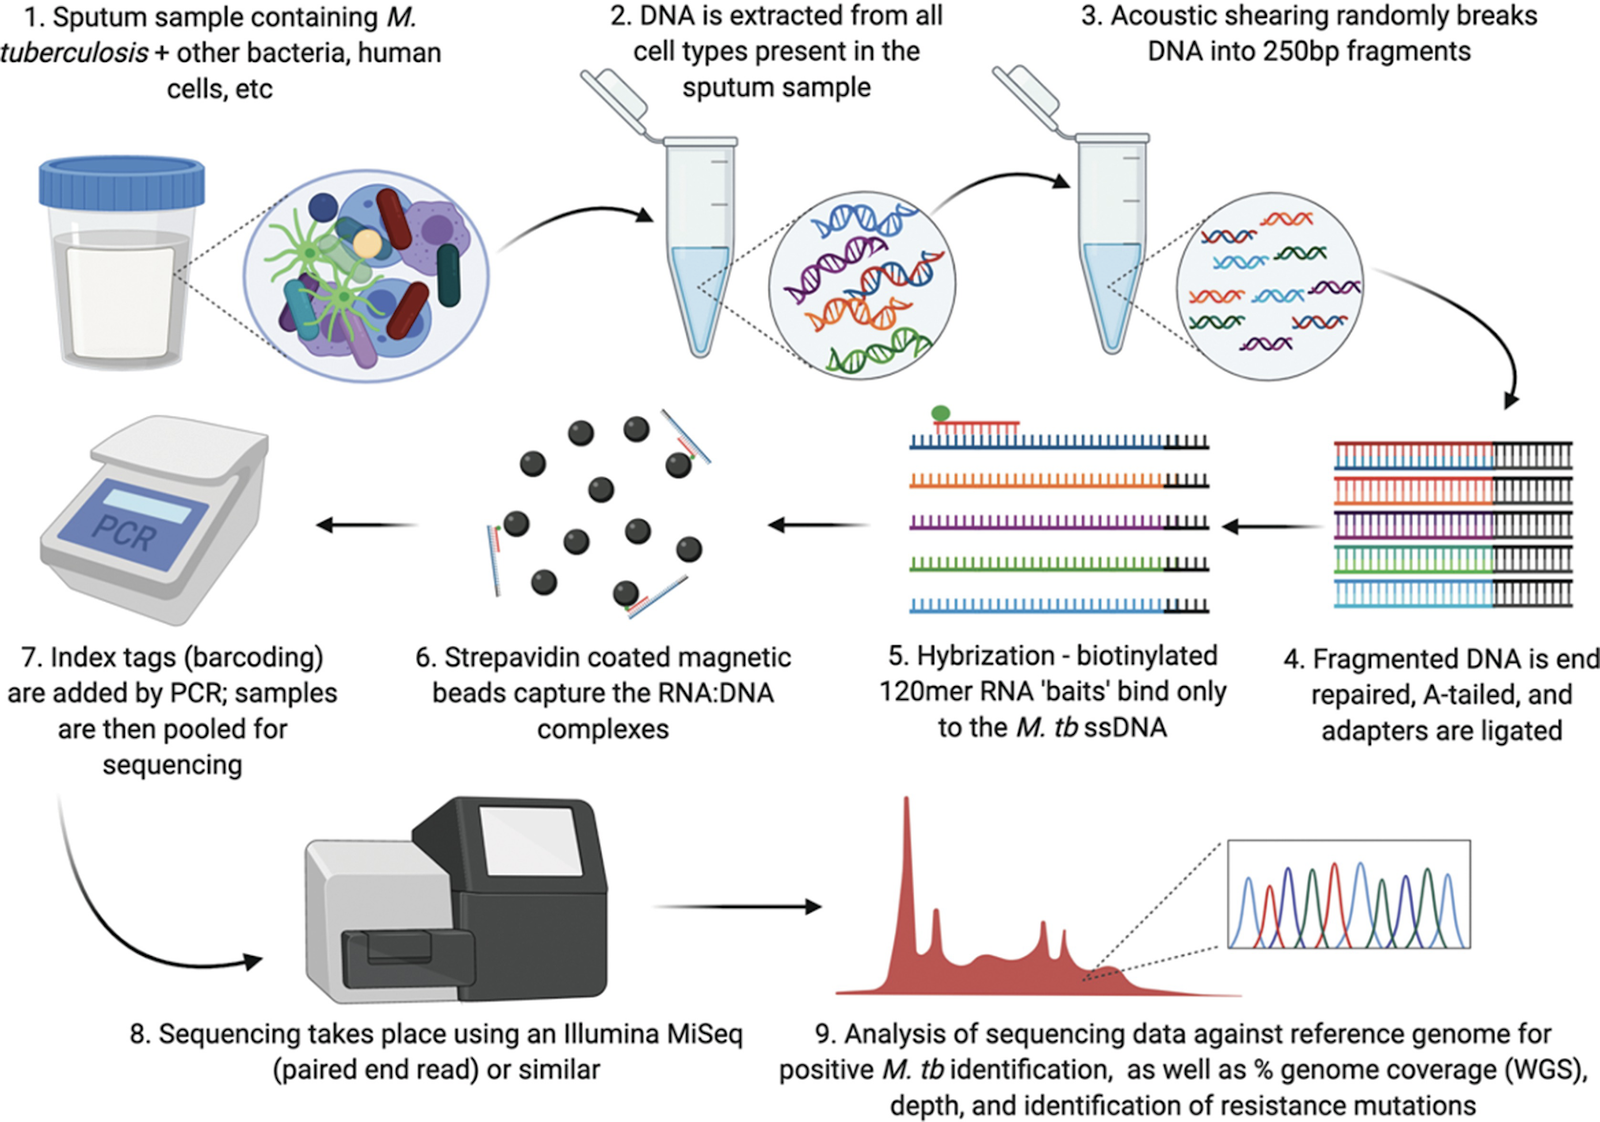 1. Sputum sample containing M.
tuberculosis + other bacteria, human
cells, etc
2. DNA is extracted from all
cell types present in the
sputum sample
3. Acoustic shearing randomly breaks
DNA into 250bp fragments
4. Fragmented DNA is end
repaired, A-tailed, and
adapters are ligated
5. Hybrization - biotinylated
120mer RNA 'baits' bind only
to the M. tb ssDNA
6. Strepavidin coated magnetic
beads capture the RNA:DNA
complexes
PCR
7. Index tags (barcoding)
are added by PCR; samples
are then pooled for
sequencing
8. Sequencing takes place using an Illumina MiSeq
(paired end read) or similar
9. Analysis of sequencing data against reference genome for
positive M. tb identification, as well as % genome coverage (WGS),
depth, and identification of resistance mutations